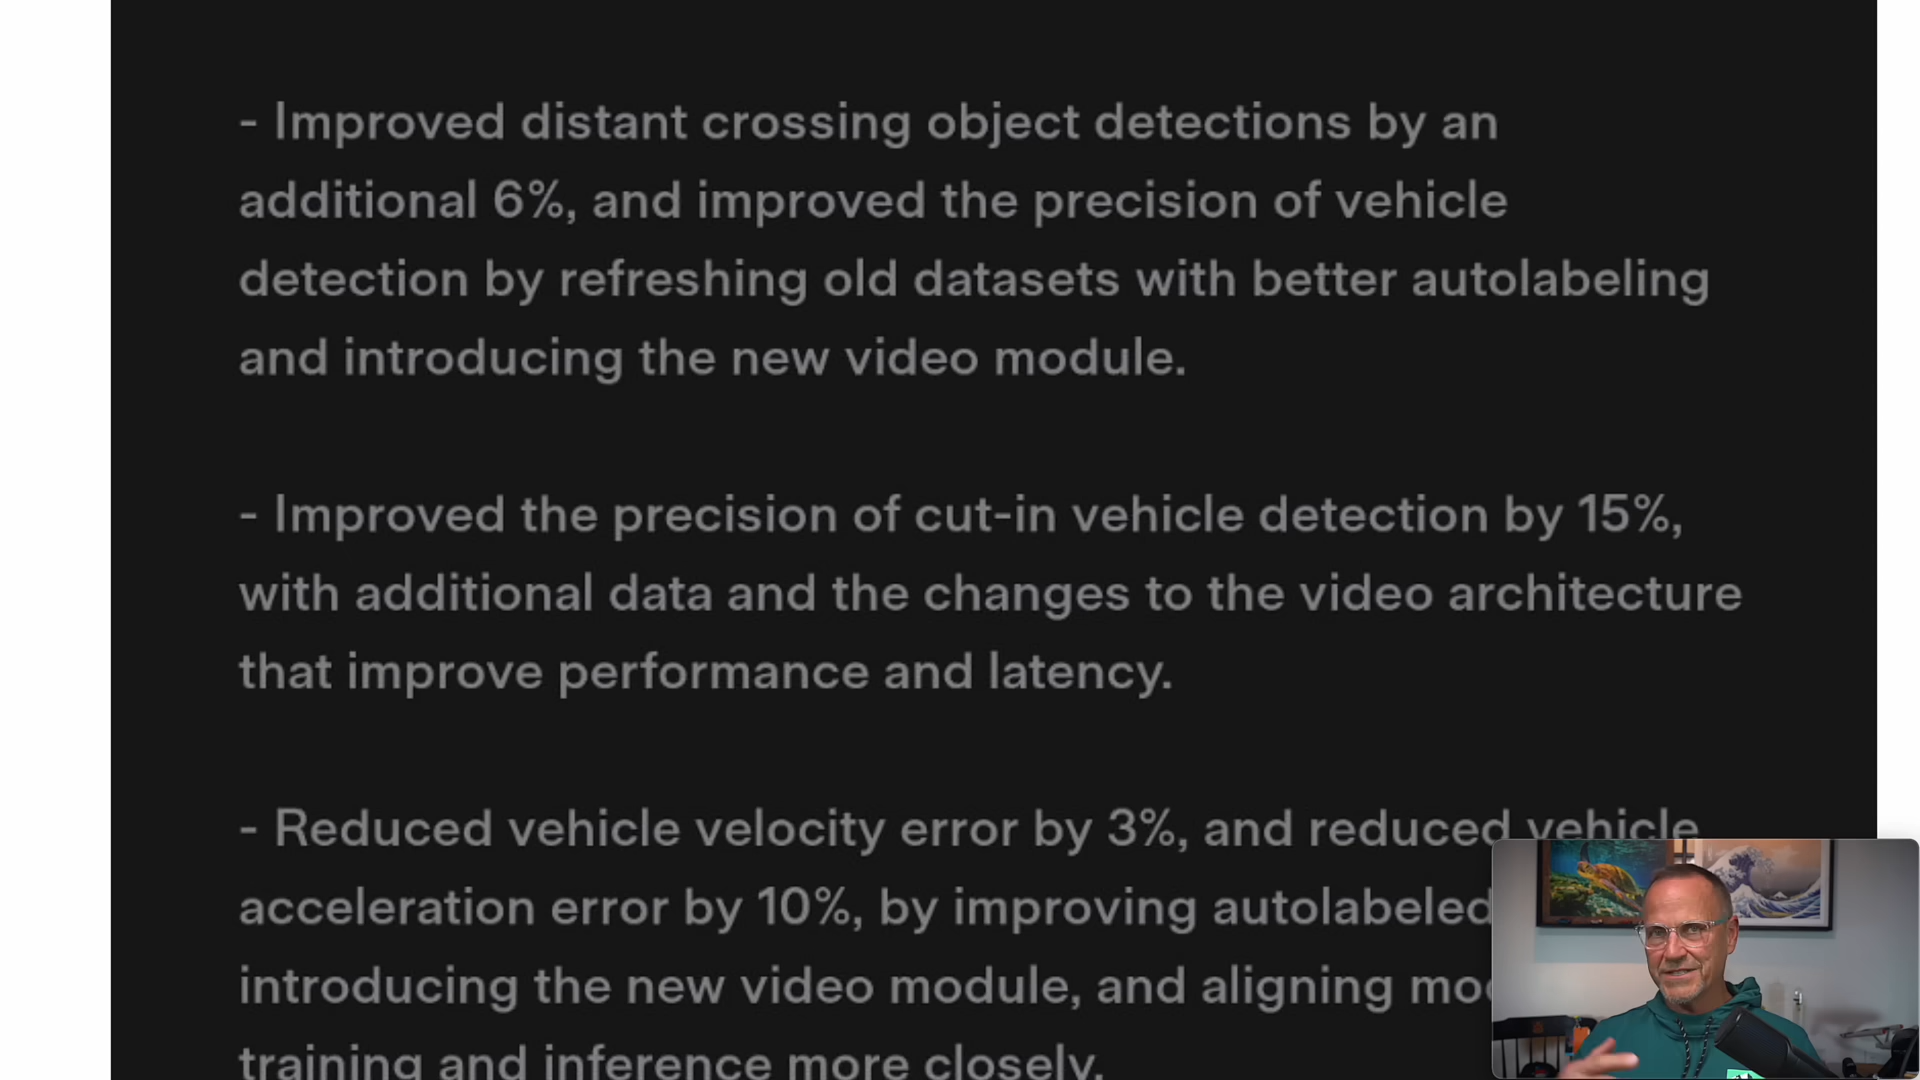 - Improved distant crossing object detections by an
additional 6%, and improved the precision of vehicle
detection by refreshing old datasets with better autolabeling
and introducing the new video module.
- Improved the precision of cut-in vehicle detection by 15%,
with additional data and the changes to the video architecture
that improve performance and latency.
- Reduced vehicle velocity error by 3%, and reduced vehicle
acceleration error by 10%, by improving autolabeled
introducing the new video module, and aligning
training and inference more closely.